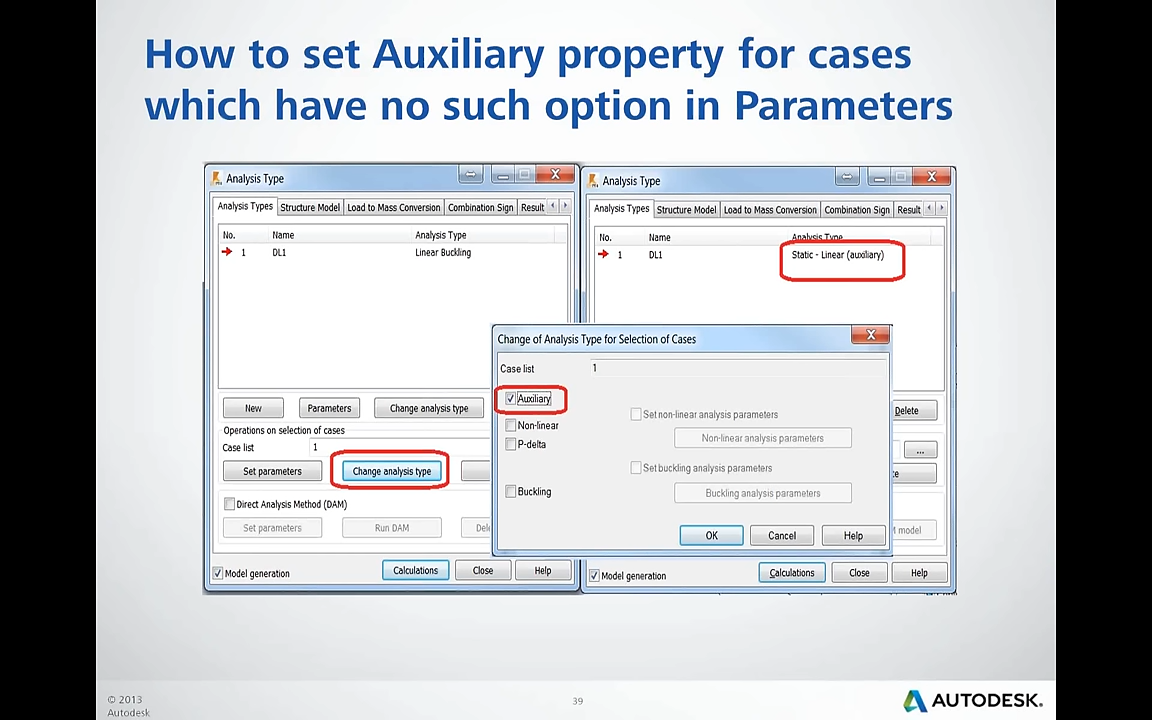 How to set Auxiliary property for cases
which have no such option in Parameters
Analysis Type
Analysis Types Structure Model Load to Mass Conversion Combination Sign Result
No. Name Analysis Type
1 DL1 Linear Buckling
New Parameters Change analysis type
Operations on selection of cases
Case list 1
Set parameters Change analysis type
Direct Analysis Method (DAM)
Set parameters Run DAM
Model generation Calculations Close Help
Analysis Type
Analysis Types Structure Model Load to Mass Conversion Combination Sign Result
No. Name Analysis Type
1 DL1 Static - Linear (auxiliary)
Delete
...
model
Model generation Calculations Close Help
Change of Analysis Type for Selection of Cases
Case list 1
Auxiliary
Set non-linear analysis parameters
Non-linear
Non-linear analysis parameters
P-delta
Set buckling analysis parameters
Buckling
Buckling analysis parameters
OK Cancel Help
© 2013
Autodesk
39
AUTODESK.